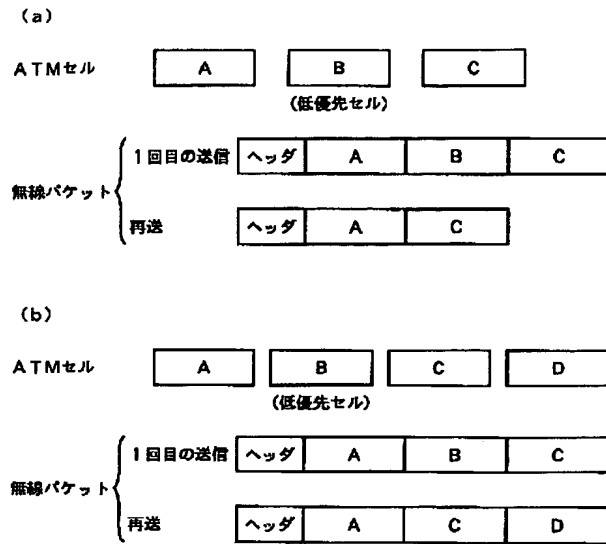 (a)
ATMセル A B C
(低優先セル)
1回目の送信 ヘッダ A B C
無線パケット
再送 ヘッダ A C
(b)
ATMセル A B C D
(低優先セル)
1回目の送信 ヘッダ A B C
無線パケット
再送 ヘッダ A C D